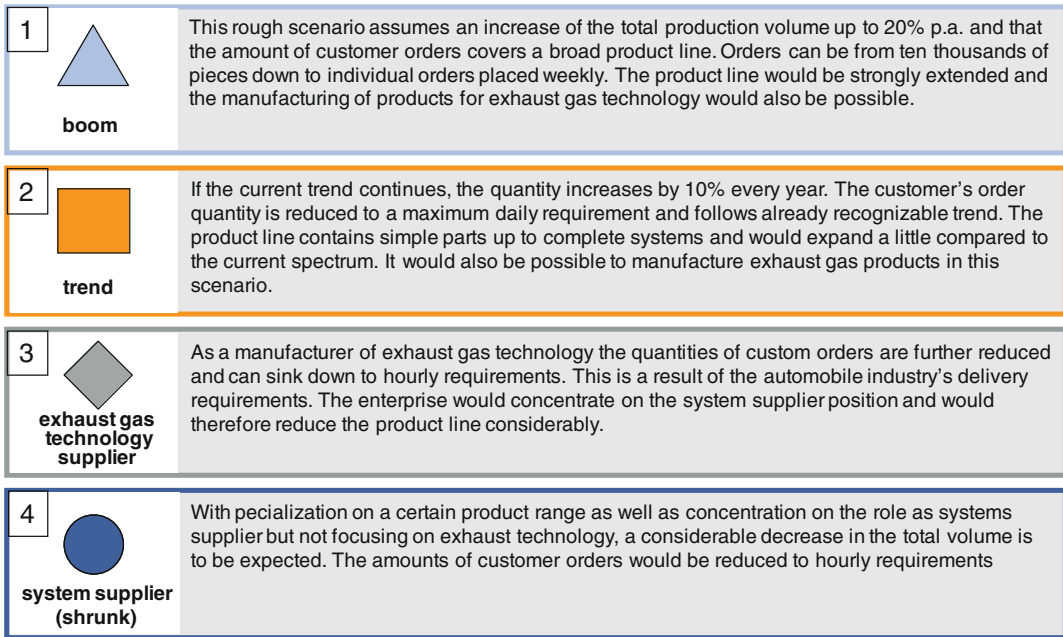 1
boom
This rough scenario assumes an increase of the total production volume up to 20% p.a. and that
the amount of customer orders covers a broad product line. Orders can be from ten thousands of
pieces down to individual orders placed weekly. The product line would be strongly extended and
the manufacturing of products for exhaust gas technology would also be possible.
2
trend
If the current trend continues, the quantity increases by 10% every year. The customer's order
quantity is reduced to a maximum daily requirement and follows already recognizable trend. The
product line contains simple parts up to complete systems and would expand a little compared to
the current spectrum. It would also be possible to manufacture exhaust gas products in this
scenario.
3
exhaust gas
technology
supplier
As a manufacturer of exhaust gas technology the quantities of custom orders are further reduced
and can sink down to hourly requirements. This is a result of the automobile industry's delivery
requirements. The enterprise would concentrate on the system supplier position and would
therefore reduce the product line considerably.
4
system supplier
(shrunk)
With pecialization on a certain product range as well as concentration on the role as systems
supplier but not focusing on exhaust technology, a considerable decrease in the total volume is
to be expected. The amounts of customer orders would be reduced to hourly requirements